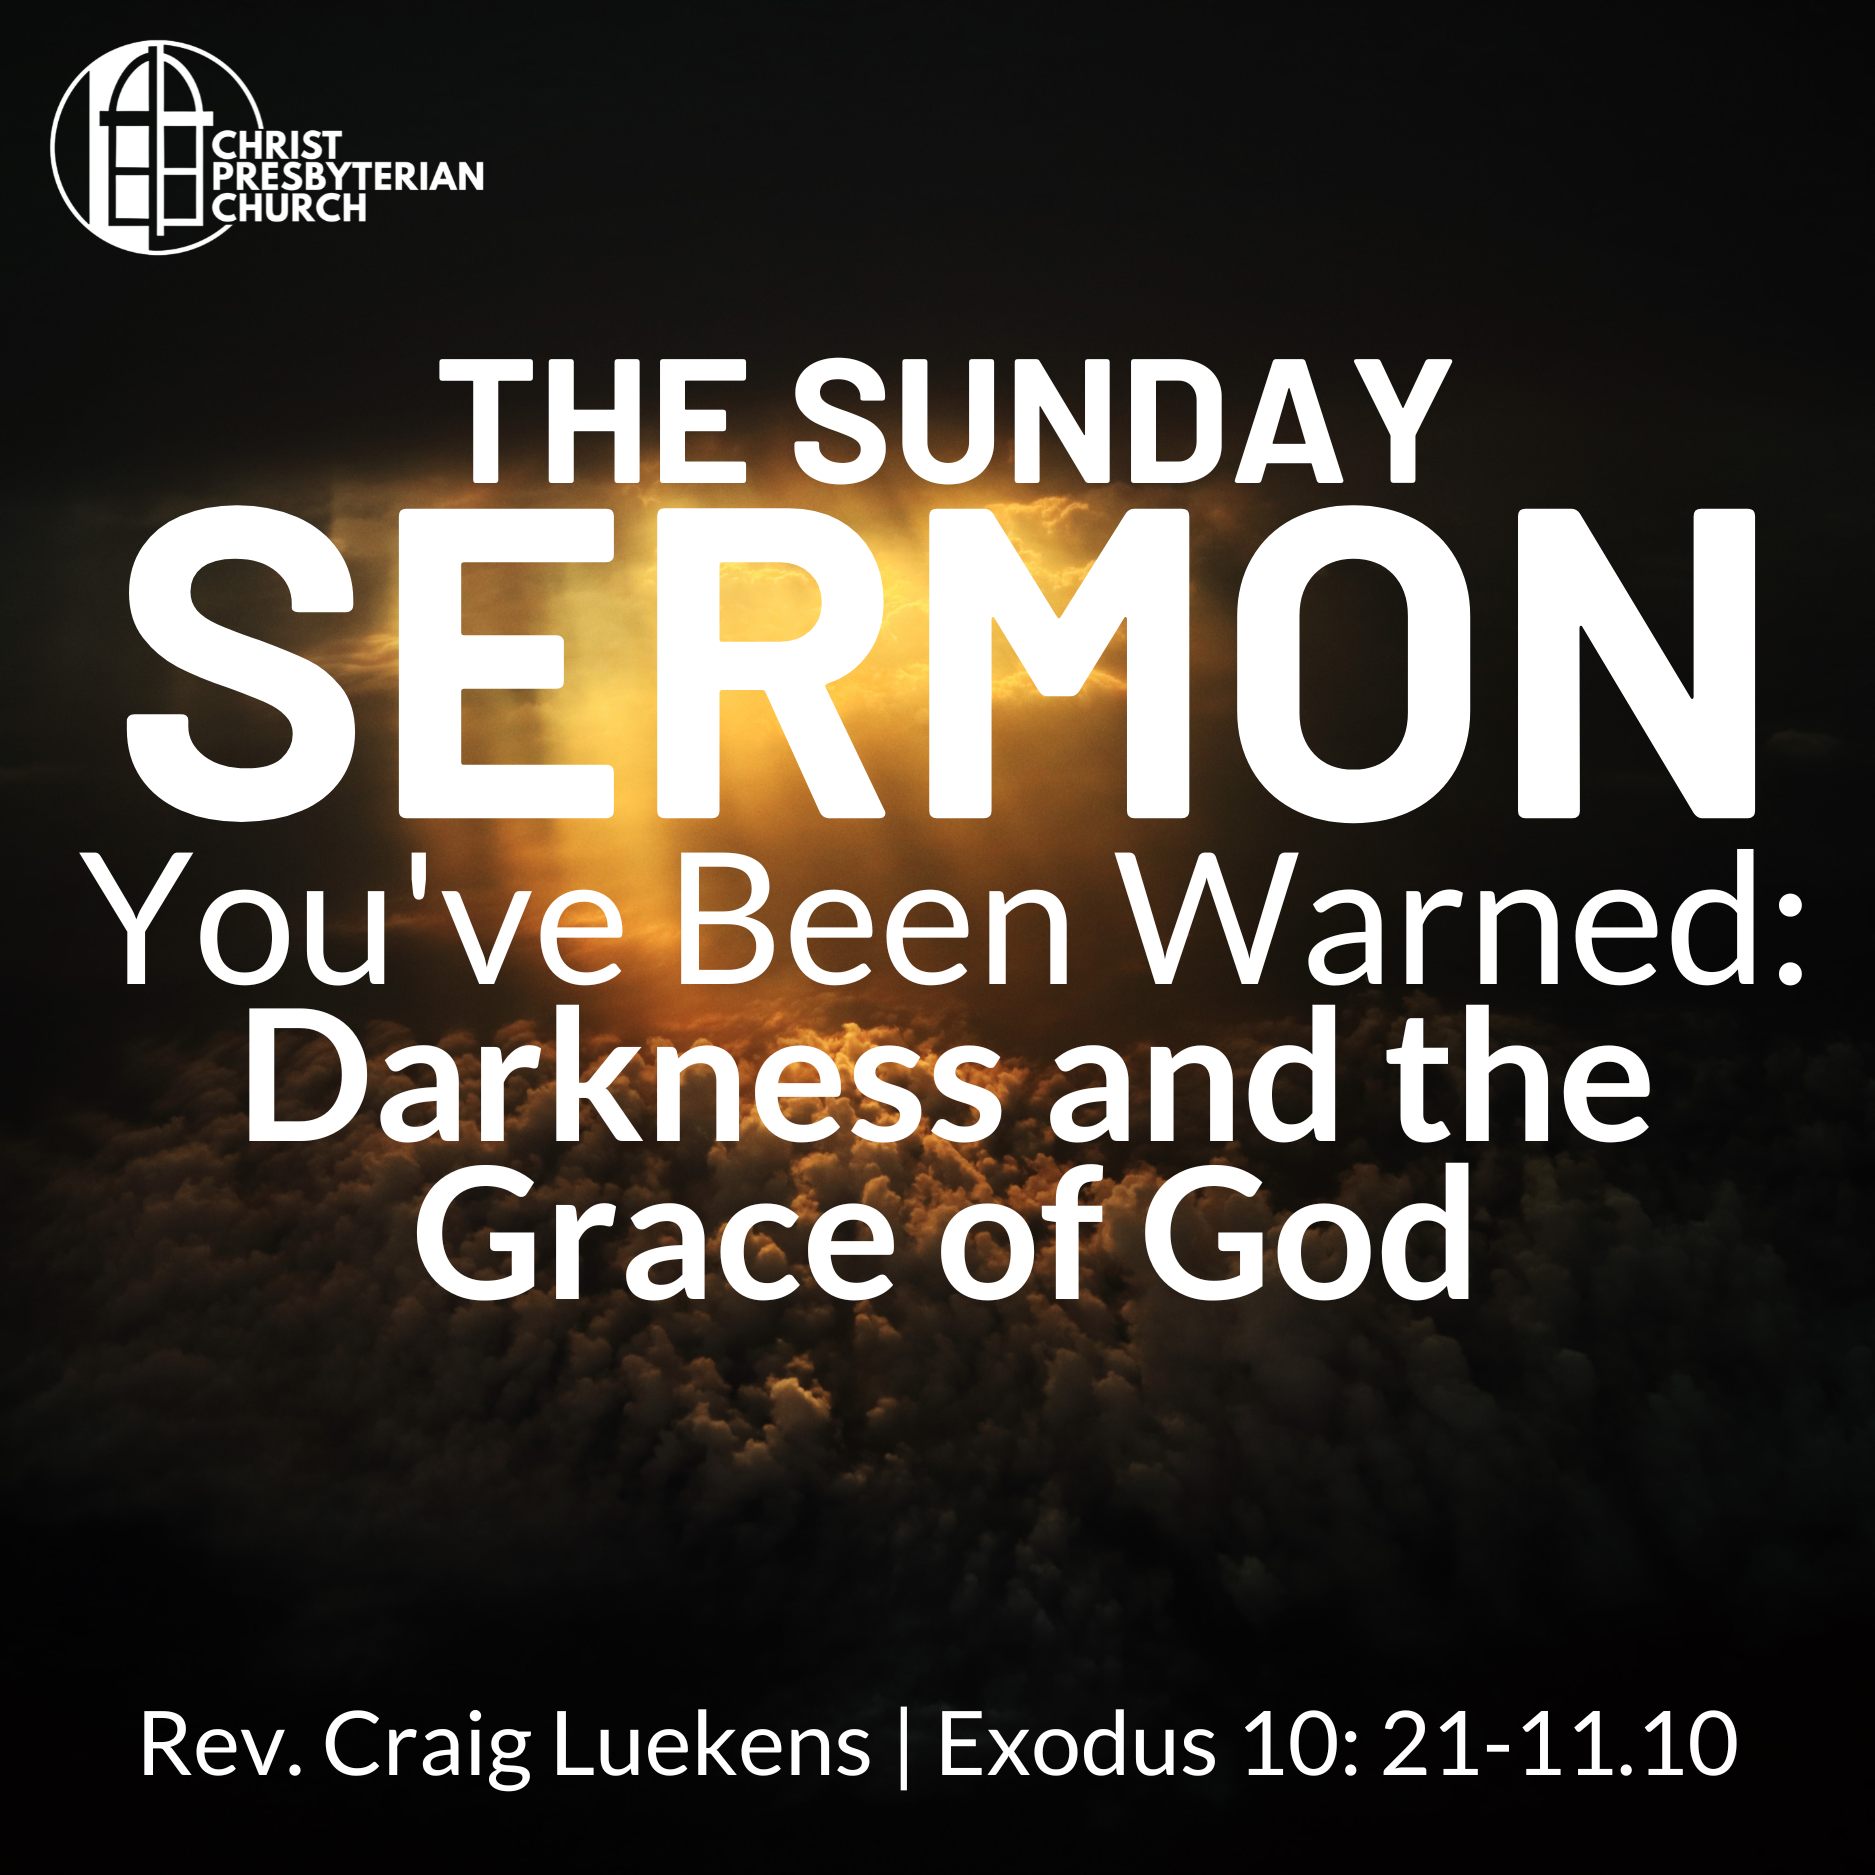 CHRIST
PRESBYTERIAN
CHURCH
THE SUNDAY
SERMON
You've Been Warned:
Darkness and the
Grace of God
Rev. Craig Luekens | Exodus 10: 21-11.10